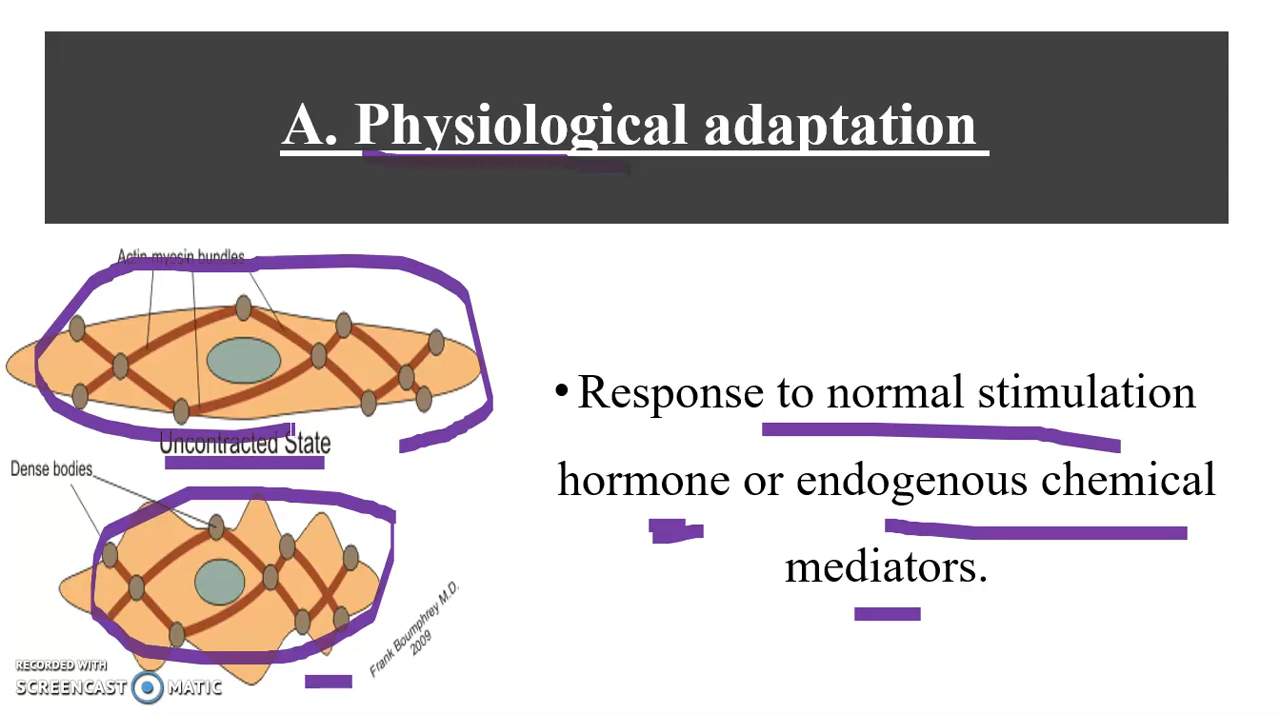 A. Physiological adaptation
Actin-myosin bundles
Uncontracted State
Dense bodies
Frank Boumphrey M.D.
2009
• Response to normal stimulation
hormone or endogenous chemical
mediators.
RECORDED WITH
SCREENCAST MATIC